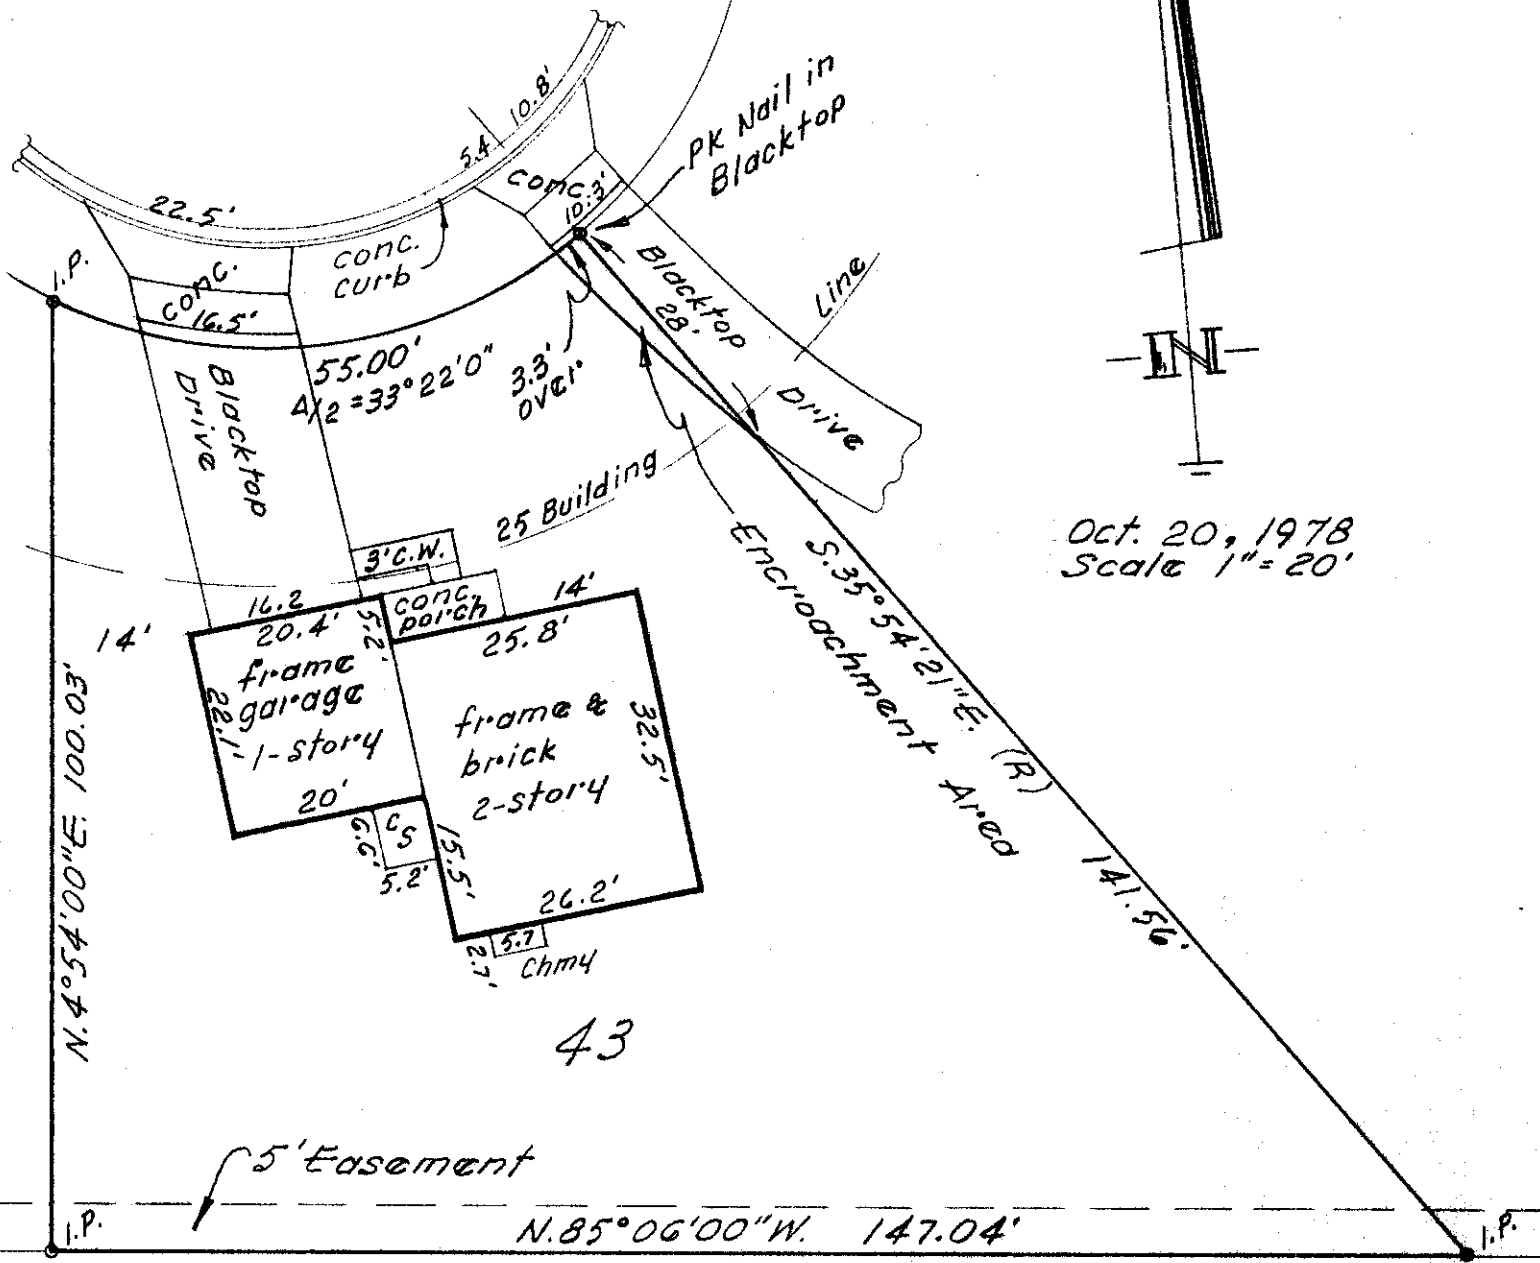 10.8'
5.4
PK Nail in
Blacktop
22.5'
conc.
10.3'
I.P.
conc.
curb
conc.
16.5'
Blacktop
28'
Drive
Line
55.00'
Δ/2 = 33° 22' 0"
3.3'
over
Blacktop
Drive
N
25 Building
Oct. 20, 1978
Scale 1" = 20'
3' C.W.
conc.
porch
16.2
14'
14'
20.4'
5.2'
25.8'
frame
garage
1-story
22.1'
20'
frame &
brick
2-story
32.5'
CS
6.6'
5.2'
15.5'
26.2'
5.7
2.7'
Chmy
Encroachment Area
S. 35° 54' 21" E. (R)
141.56'
N. 4° 54' 00" E. 100.03'
43
5' Easement
I.P.
N. 85° 06' 00" W. 147.04'
I.P.